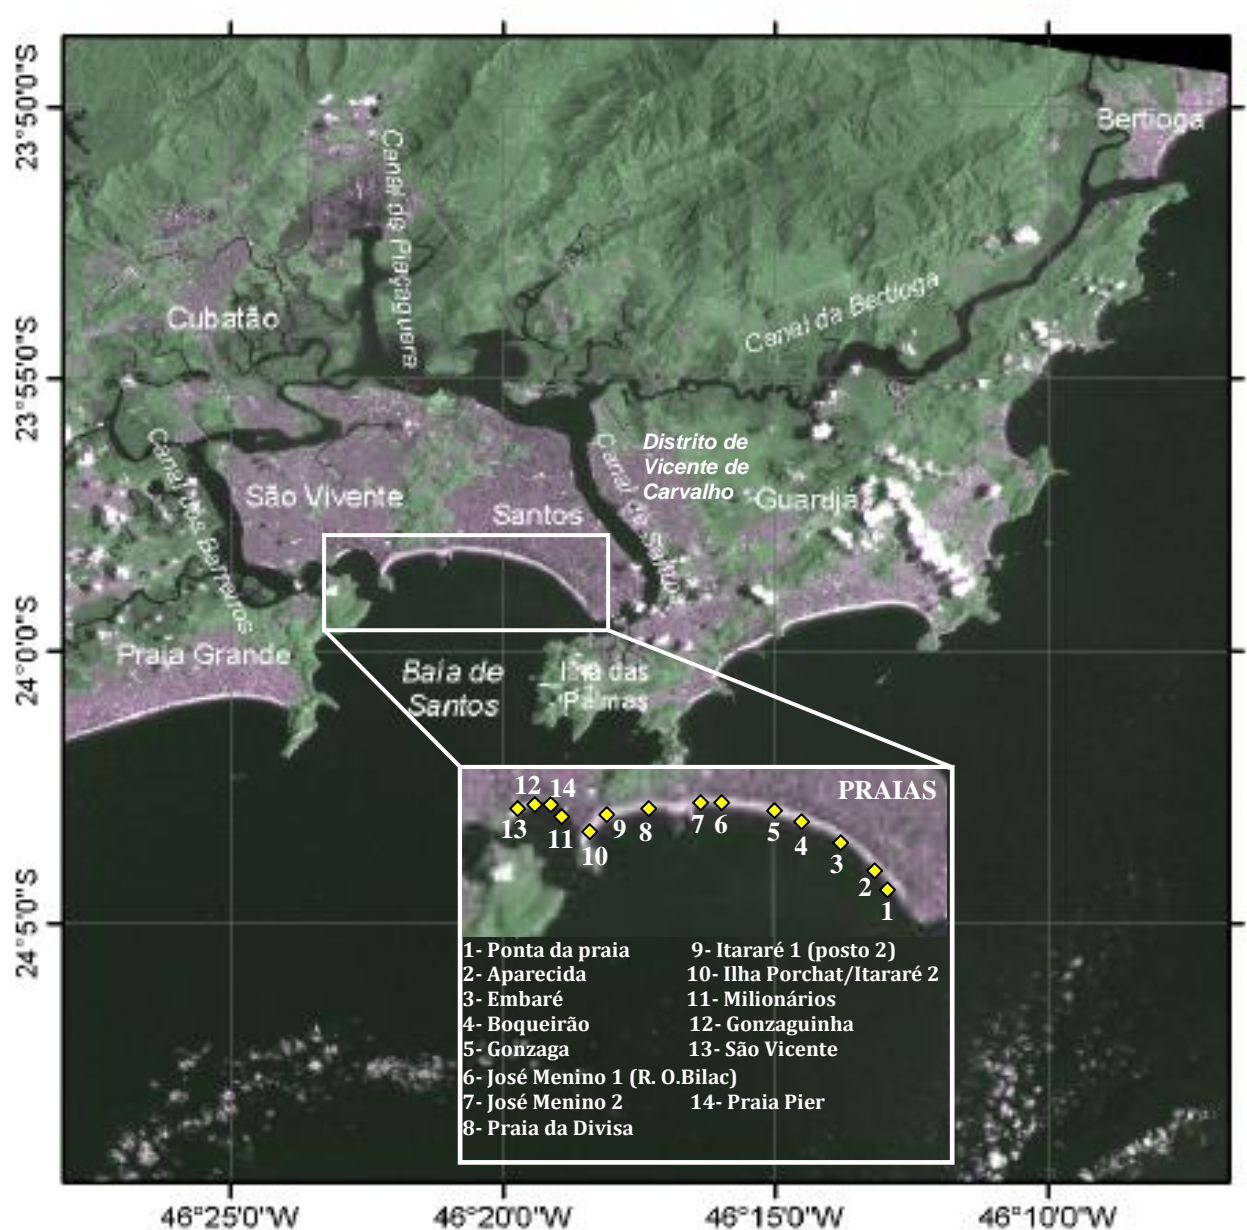 23°50'0"S
23°55'0"S
24°0'0"S
24°5'0"S
Bertioga
Canal de Piaçaguera
Cubatão
Canal da Bertioga
Distrito de
Vicente de
Carvalho
Canal dos Barreiros
São Vivente
Santos
Canal de Santos
Guarujá
Praia Grande
Baía de
Santos
Ilha das
Palmas
PRAIAS
12 14
13 11 10 9 8 7 6 5 4 3 2 1
1- Ponta da praia 9- Itararé 1 (posto 2)
2- Aparecida 10- Ilha Porchat/Itararé 2
3- Embaré 11- Milionários
4- Boqueirão 12- Gonzaguinha
5- Gonzaga 13- São Vicente
6- José Menino 1 (R. O.Bilac)
7- José Menino 2 14- Praia Pier
8- Praia da Divisa
46°25'0"W 46°20'0"W 46°15'0"W 46°10'0"W